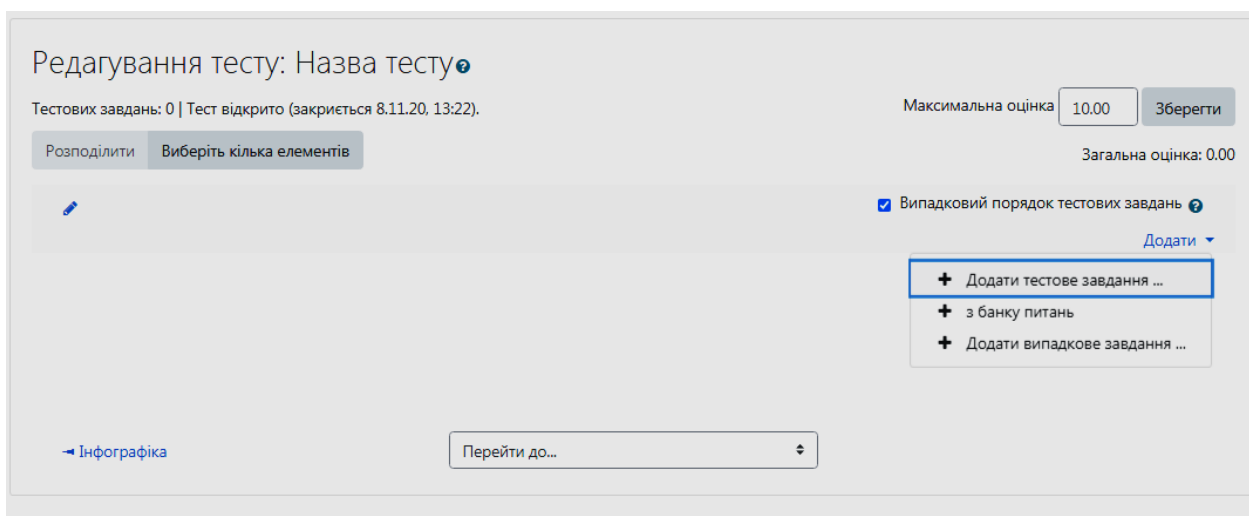 Редагування тесту: Назва тесту
Тестових завдань: 0 | Тест відкрито (закриється 8.11.20, 13:22).
Максимальна оцінка 10.00 Зберегти
Розподілити Виберіть кілька елементів
Загальна оцінка: 0.00
Випадковий порядок тестових завдань
Додати
Додати тестове завдання ...
з банку питань
Додати випадкове завдання ...
◄ Інфографіка
Перейти до...